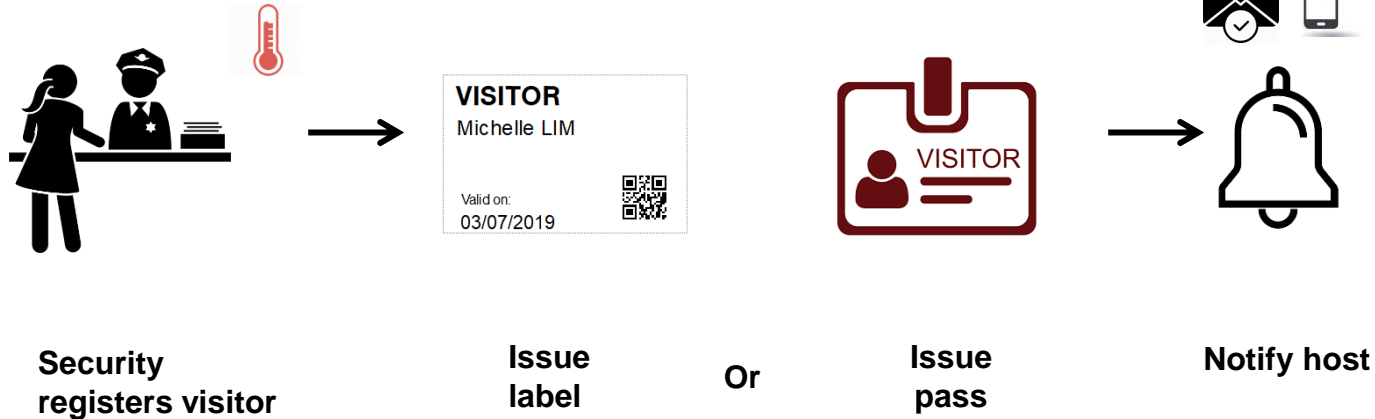 VISITOR
Michelle LIM
Valid on:
03/07/2019
VISITOR
Security
registers visitor
Issue
label
Or
Issue
pass
Notify host